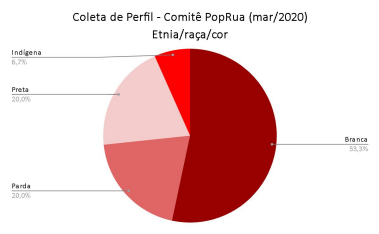 Coleta de Perfil - Comitê PopRua (mar/2020)
Etnia/raça/cor
Indígena
6,7%
Preta
20,0%
Branca
53,3%
Parda
20,0%